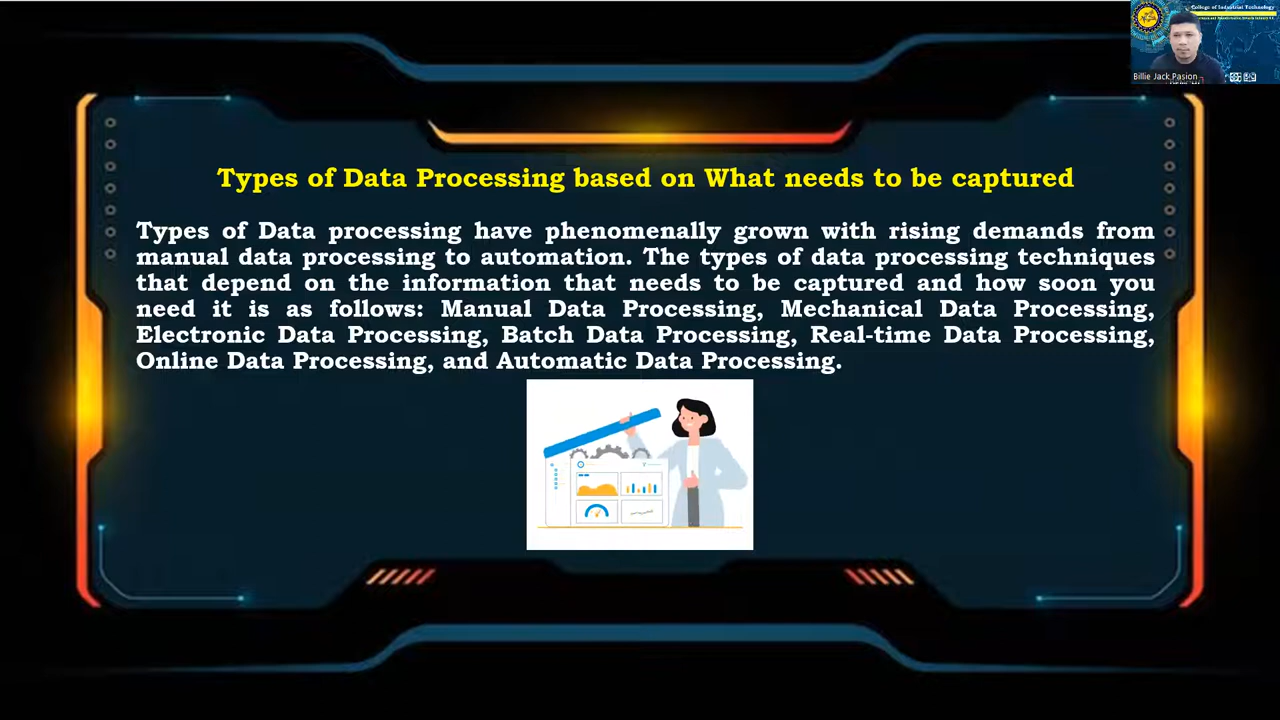 College of Industrial Technology
Billie Jack Pasion
Types of Data Processing based on What needs to be captured
Types of Data processing have phenomenally grown with rising demands from
manual data processing to automation. The types of data processing techniques
that depend on the information that needs to be captured and how soon you
need it is as follows: Manual Data Processing, Mechanical Data Processing,
Electronic Data Processing, Batch Data Processing, Real-time Data Processing,
Online Data Processing, and Automatic Data Processing.